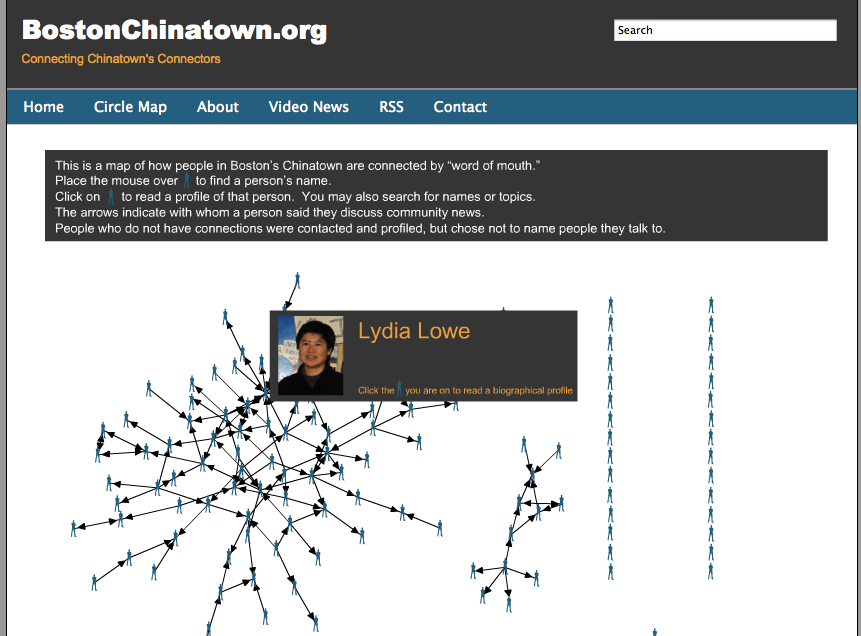 BostonChinatown.org
Search
Connecting Chinatown's Connectors
Home Circle Map About Video News RSS Contact
This is a map of how people in Boston's Chinatown are connected by “word of mouth.”
Place the mouse over to find a person's name.
Click on to read a profile of that person. You may also search for names or topics.
The arrows indicate with whom a person said they discuss community news.
People who do not have connections were contacted and profiled, but chose not to name people they talk to.
Lydia Lowe
Click the you are on to read a biographical profile